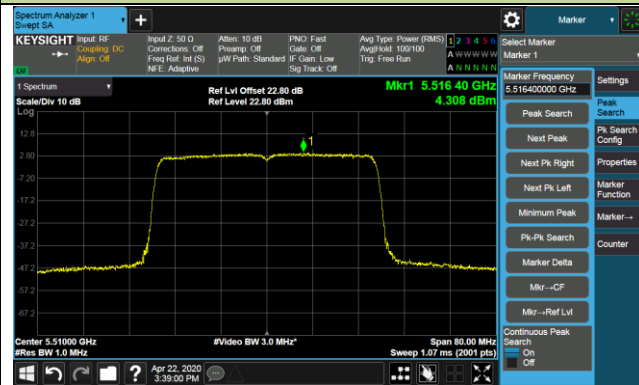 Spectrum Analyzer 1
Swept SA
Marker
KEYSIGHT
Input: RF
Coupling: DC
Align: Off
Input Z: 50 Ω
Corrections: Off
Freq Ref: Int (S)
NFE: Adaptive
Atten: 10 dB
Preamp: Off
µW Path: Standard
PNO: Fast
Gate: Off
IF Gain: Low
Sig Track: Off
Avg Type: Power (RMS)
Avg|Hold: 100/100
Trig: Free Run
1 2 3 4 5 6
A W W W W W
A N N N N N
Select Marker
Marker 1
1 Spectrum
Scale/Div 10 dB
Log
Ref Lvl Offset 22.80 dB
Ref Level 22.80 dBm
Mkr1 5.516 40 GHz
4.308 dBm
12.8
2.80
-7.20
-17.2
-27.2
-37.2
-47.2
-57.2
-67.2
1
Center 5.51000 GHz
#Res BW 1.0 MHz
#Video BW 3.0 MHz*
Span 80.00 MHz
Sweep 1.07 ms (2001 pts)
Marker Frequency
5.516400000 GHz
Peak Search
Next Peak
Next Pk Right
Next Pk Left
Minimum Peak
Pk-Pk Search
Marker Delta
Mkr→CF
Mkr→Ref Lvl
Continuous Peak
Search
On
Off
Settings
Peak
Search
Pk Search
Config
Properties
Marker
Function
Marker→
Counter
Apr 22, 2020
3:39:00 PM